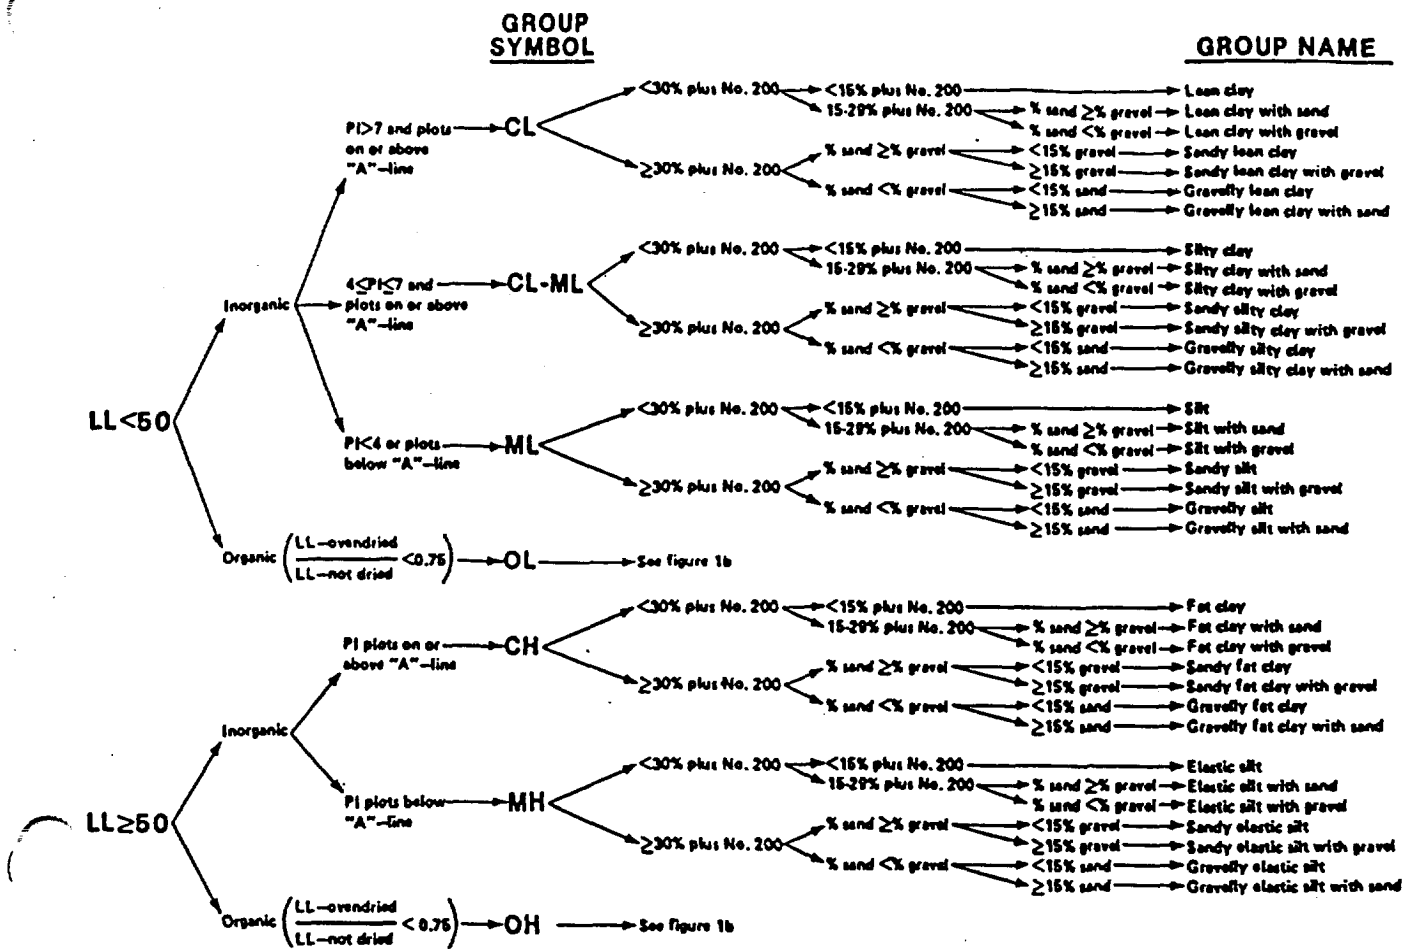 GROUP
SYMBOL
GROUP NAME
LL<50
Inorganic
PI>7 and plots
on or above
"A"-line
CL
<30% plus No. 200
<15% plus No. 200
Lean clay
15-29% plus No. 200
% sand ≥% gravel
Lean clay with sand
% sand <% gravel
Lean clay with gravel
≥30% plus No. 200
% sand ≥% gravel
<15% gravel
Sandy lean clay
≥15% gravel
Sandy lean clay with gravel
% sand <% gravel
<15% sand
Gravelly lean clay
≥15% sand
Gravelly lean clay with sand
4≤PI≤7 and
plots on or above
"A"-line
CL-ML
<30% plus No. 200
<15% plus No. 200
Silty clay
15-29% plus No. 200
% sand ≥% gravel
Silty clay with sand
% sand <% gravel
Silty clay with gravel
≥30% plus No. 200
% sand ≥% gravel
<15% gravel
Sandy silty clay
≥15% gravel
Sandy silty clay with gravel
% sand <% gravel
<15% sand
Gravelly silty clay
≥15% sand
Gravelly silty clay with sand
PI<4 or plots
below "A"-line
ML
<30% plus No. 200
<15% plus No. 200
Silt
15-29% plus No. 200
% sand ≥% gravel
Silt with sand
% sand <% gravel
Silt with gravel
≥30% plus No. 200
% sand ≥% gravel
<15% gravel
Sandy silt
≥15% gravel
Sandy silt with gravel
% sand <% gravel
<15% sand
Gravelly silt
≥15% sand
Gravelly silt with sand
Organic (LL-ovendried
LL-not dried <0.75)
OL
See figure 1b
LL≥50
Inorganic
PI plots on or
above "A"-line
CH
<30% plus No. 200
<15% plus No. 200
Fat clay
15-29% plus No. 200
% sand ≥% gravel
Fat clay with sand
% sand <% gravel
Fat clay with gravel
≥30% plus No. 200
% sand ≥% gravel
<15% gravel
Sandy fat clay
≥15% gravel
Sandy fat clay with gravel
% sand <% gravel
<15% sand
Gravelly fat clay
≥15% sand
Gravelly fat clay with sand
PI plots below
"A"-line
MH
<30% plus No. 200
<15% plus No. 200
Elastic silt
15-29% plus No. 200
% sand ≥% gravel
Elastic silt with sand
% sand <% gravel
Elastic silt with gravel
≥30% plus No. 200
% sand ≥% gravel
<15% gravel
Sandy elastic silt
≥15% gravel
Sandy elastic silt with gravel
% sand <% gravel
<15% sand
Gravelly elastic silt
≥15% sand
Gravelly elastic silt with sand
Organic (LL-ovendried
LL-not dried <0.75)
OH
See figure 1b